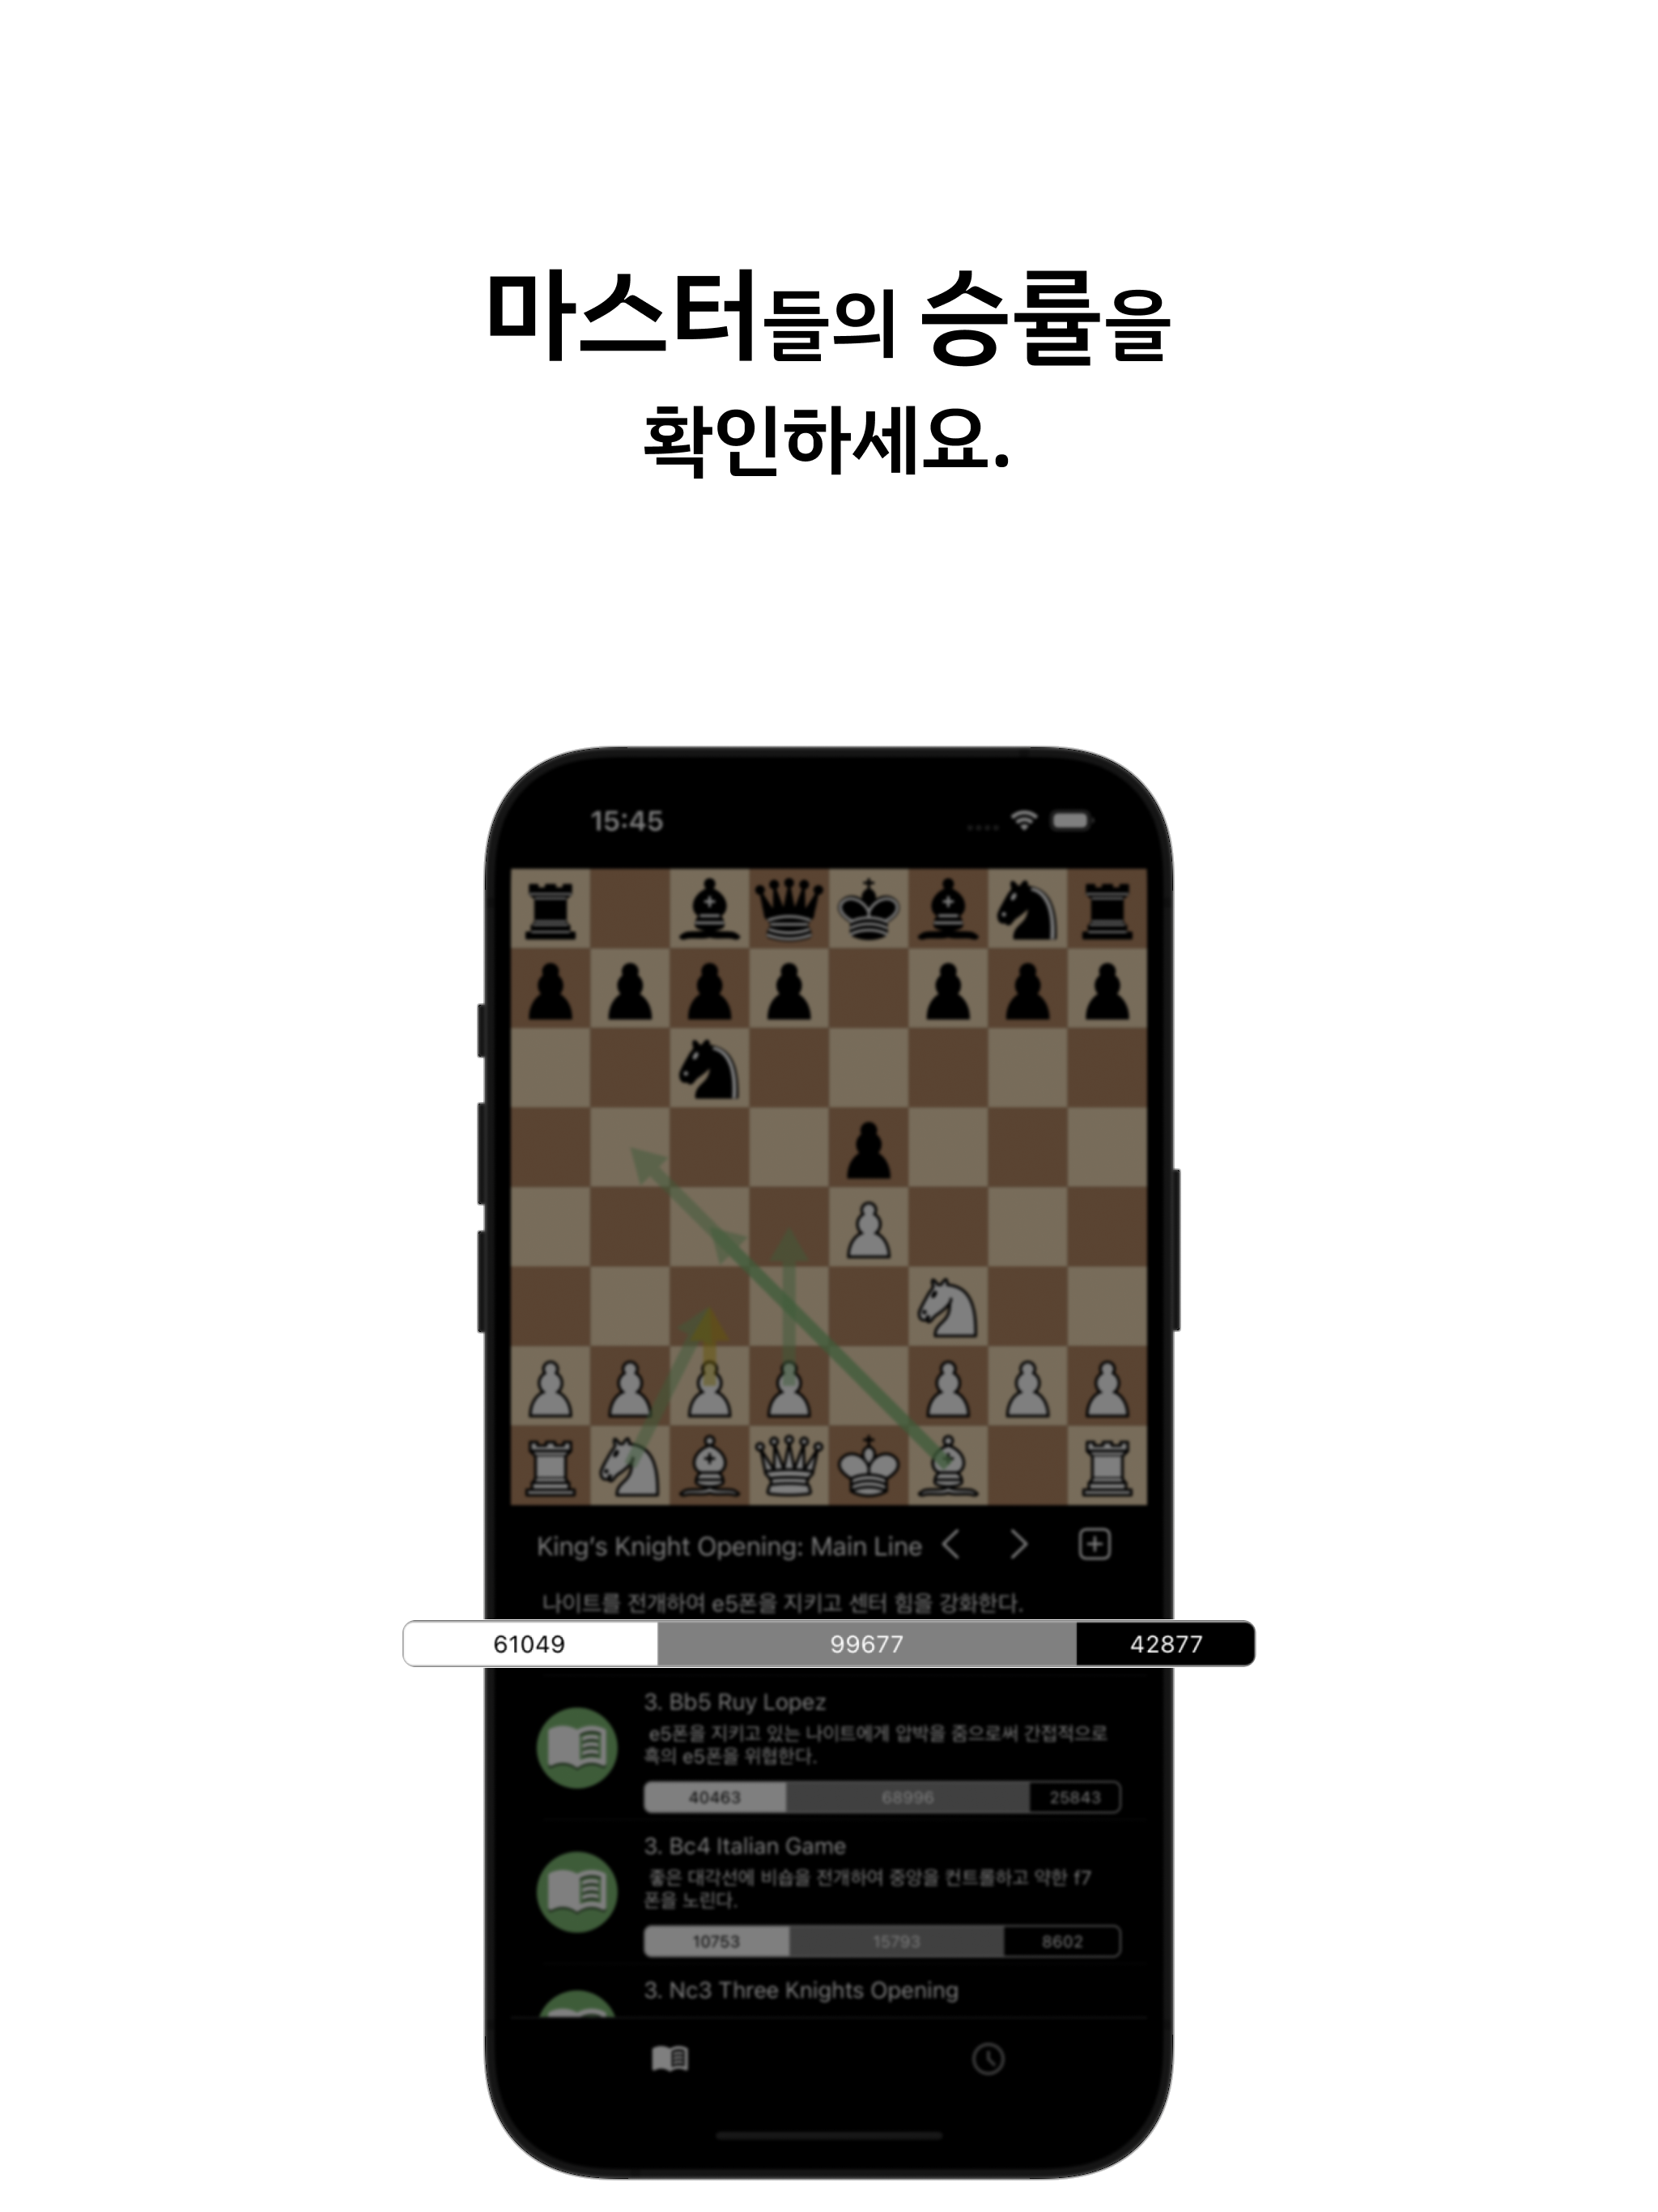 마스터들의 승률을
확인하세요.
15:45
King's Knight Opening: Main Line
나이트를 전개하여 e5폰을 지키고 센터 힘을 강화한다.
61049 99677 42877
3. Bb5 Ruy Lopez
e5폰을 지키고 있는 나이트에게 압박을 줌으로써 간접적으로
흑의 e5폰을 위협한다.
40463 68996 25843
3. Bc4 Italian Game
좋은 대각선에 비숍을 전개하여 중앙을 컨트롤하고 약한 f7
폰을 노린다.
10753 15793 8602
3. Nc3 Three Knights Opening